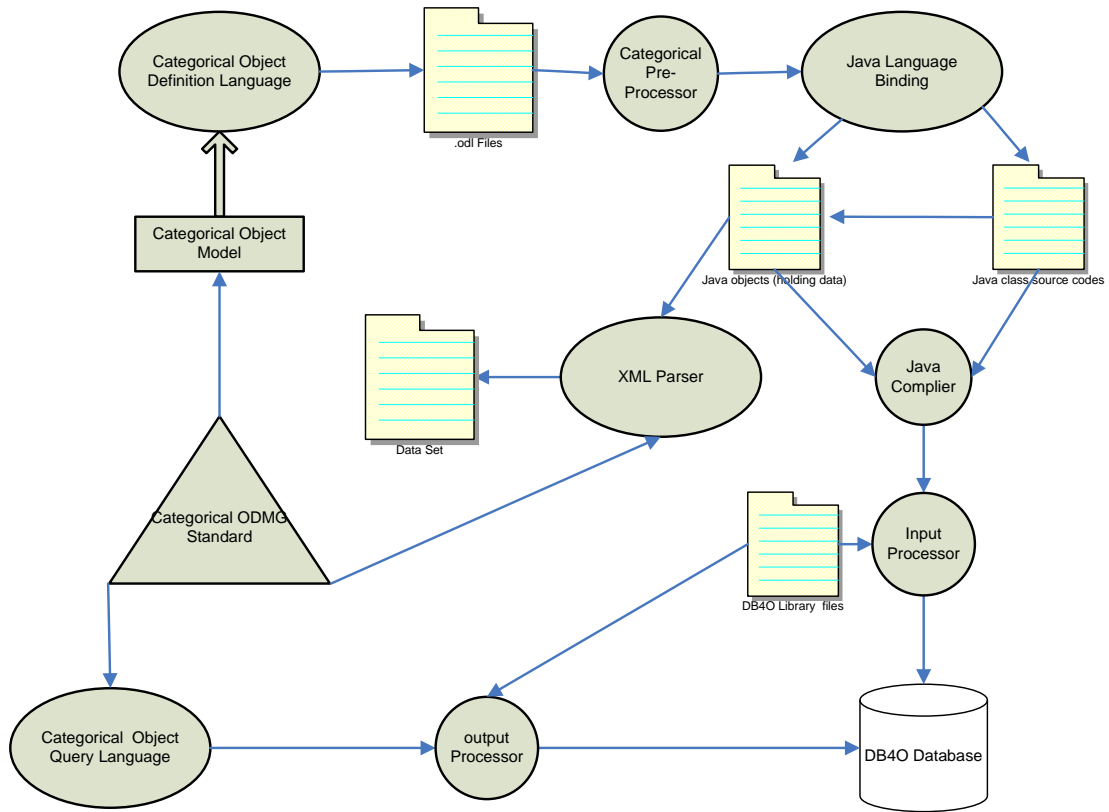 Categorical Object
Definition Language
.odl Files
Categorical
Pre-
Processor
Java Language
Binding
Categorical Object
Model
Java objects (holding data)
Java class source codes
XML Parser
Data Set
Java
Complier
Categorical ODMG
Standard
DB4O Library files
Input
Processor
Categorical Object
Query Language
output
Processor
DB4O Database